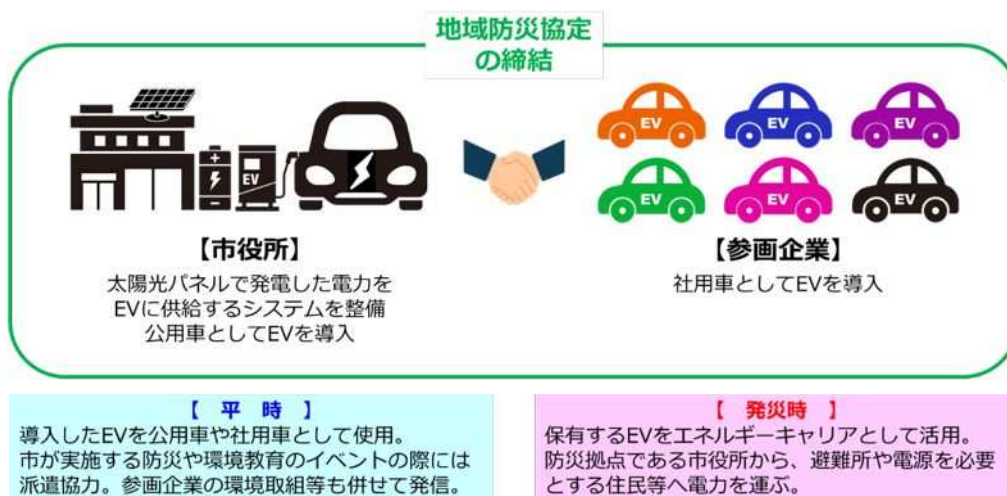 地域防災協定
の締結
EV
EV
EV
EV
EV
EV
EV
【市役所】
太陽光パネルで発電した電力を
EVに供給するシステムを整備
公用車としてEVを導入
【参画企業】
社用車としてEVを導入
【 平 時 】
導入したEVを公用車や社用車として使用。
市が実施する防災や環境教育のイベントの際には
派遣協力。参画企業の環境取組等も併せて発信。
【 発災時 】
保有するEVをエネルギーキャリアとして活用。
防災拠点である市役所から、避難所や電源を必要
とする住民等へ電力を運ぶ。